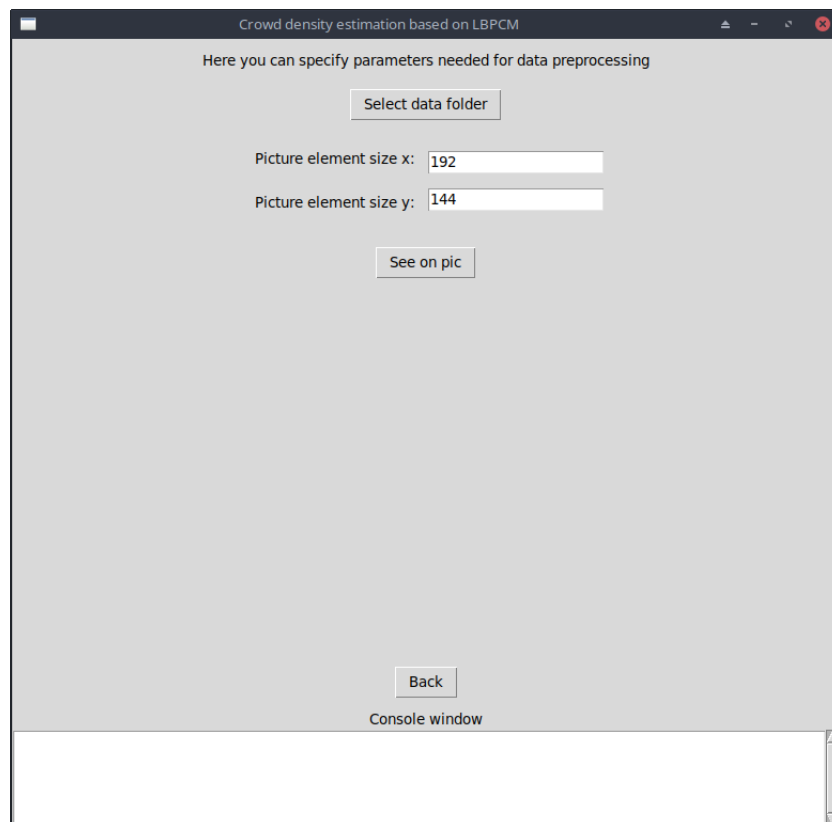 Crowd density estimation based on LBPCM
Here you can specify parameters needed for data preprocessing
Select data folder
Picture element size x: 192
Picture element size y: 144
See on pic
Back
Console window